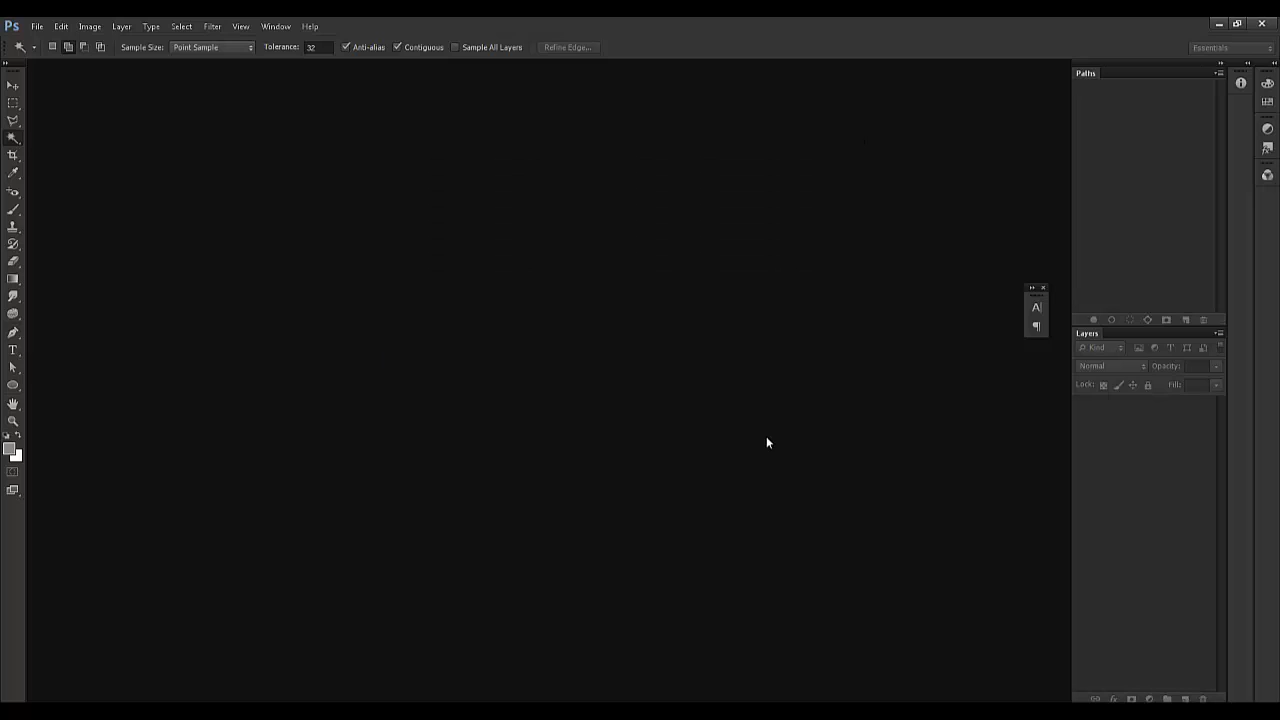 Ps File Edit Image Layer Type Select Filter View Window Help
Sample Size: Point Sample Tolerance: 32 Anti-alias Contiguous Sample All Layers Refine Edge... Essentials
Paths
A
¶
Layers
Kind T
Normal Opacity:
Lock: Fill:
T
fx